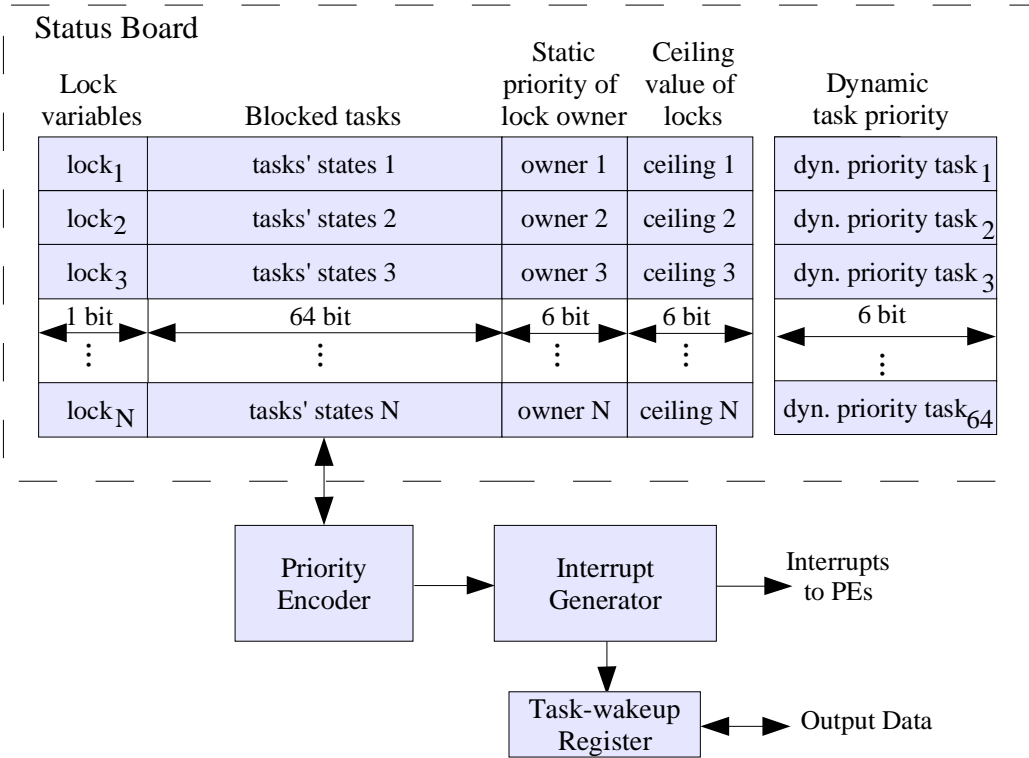 Status Board
Lock
variables
Blocked tasks
Static
priority of
lock owner
Ceiling
value of
locks
Dynamic
task priority
lock1
tasks' states 1
owner 1
ceiling 1
dyn. priority task1
lock2
tasks' states 2
owner 2
ceiling 2
dyn. priority task2
lock3
tasks' states 3
owner 3
ceiling 3
dyn. priority task3
1 bit
64 bit
6 bit
6 bit
6 bit
lockN
tasks' states N
owner N
ceiling N
dyn. priority task64
Priority
Encoder
Interrupt
Generator
Interrupts
to PEs
Task-wakeup
Register
Output Data